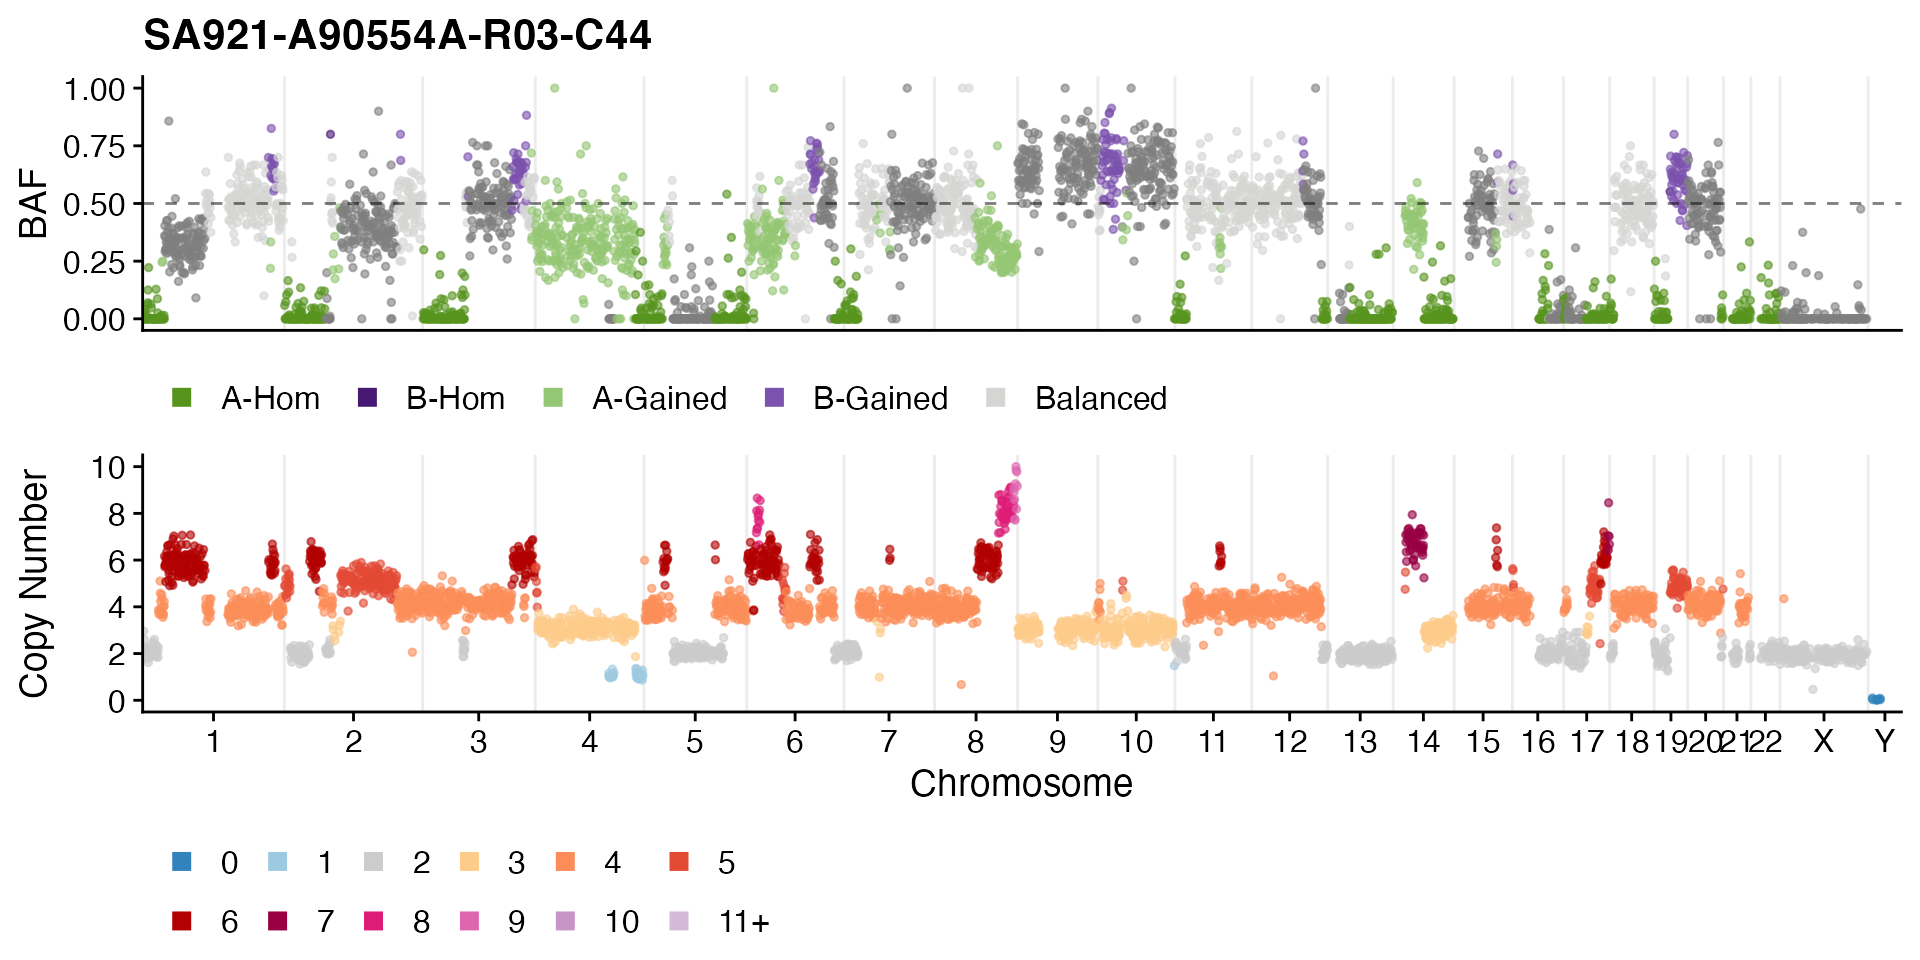 SA921-A90554A-R03-C44
1.00
0.75
0.50
0.25
0.00
BAF
A-Hom B-Hom A-Gained B-Gained Balanced
10
8
6
4
2
0
Copy Number
1 2 3 4 5 6 7 8 9 10 11 12 13 14 15 16 17 18 19 20 21 22 X Y
Chromosome
0 1 2 3 4 5
6 7 8 9 10 11+